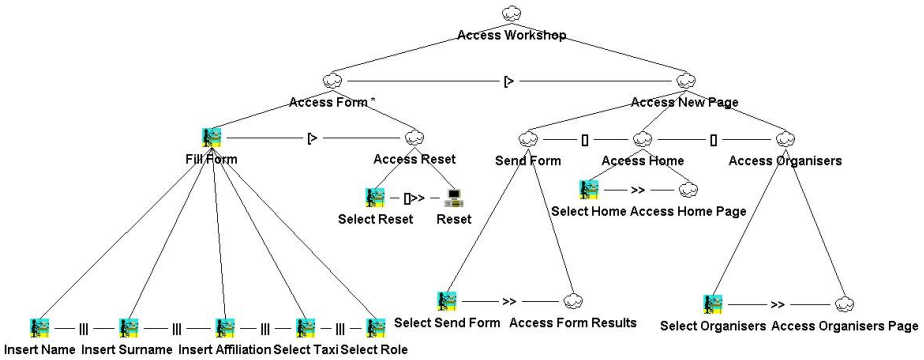 Access Workshop
[>
Access Form *
Access New Page
[>
[]
[]
Fill Form
Access Reset
Send Form
Access Home
Access Organisers
[]>>
>>
Select Reset
Reset
Select Home
Access Home Page
>>
>>
Select Send Form
Access Form Results
Select Organisers
Access Organisers Page
|||
|||
|||
|||
Insert Name
Insert Surname
Insert Affiliation
Select Taxi
Select Role